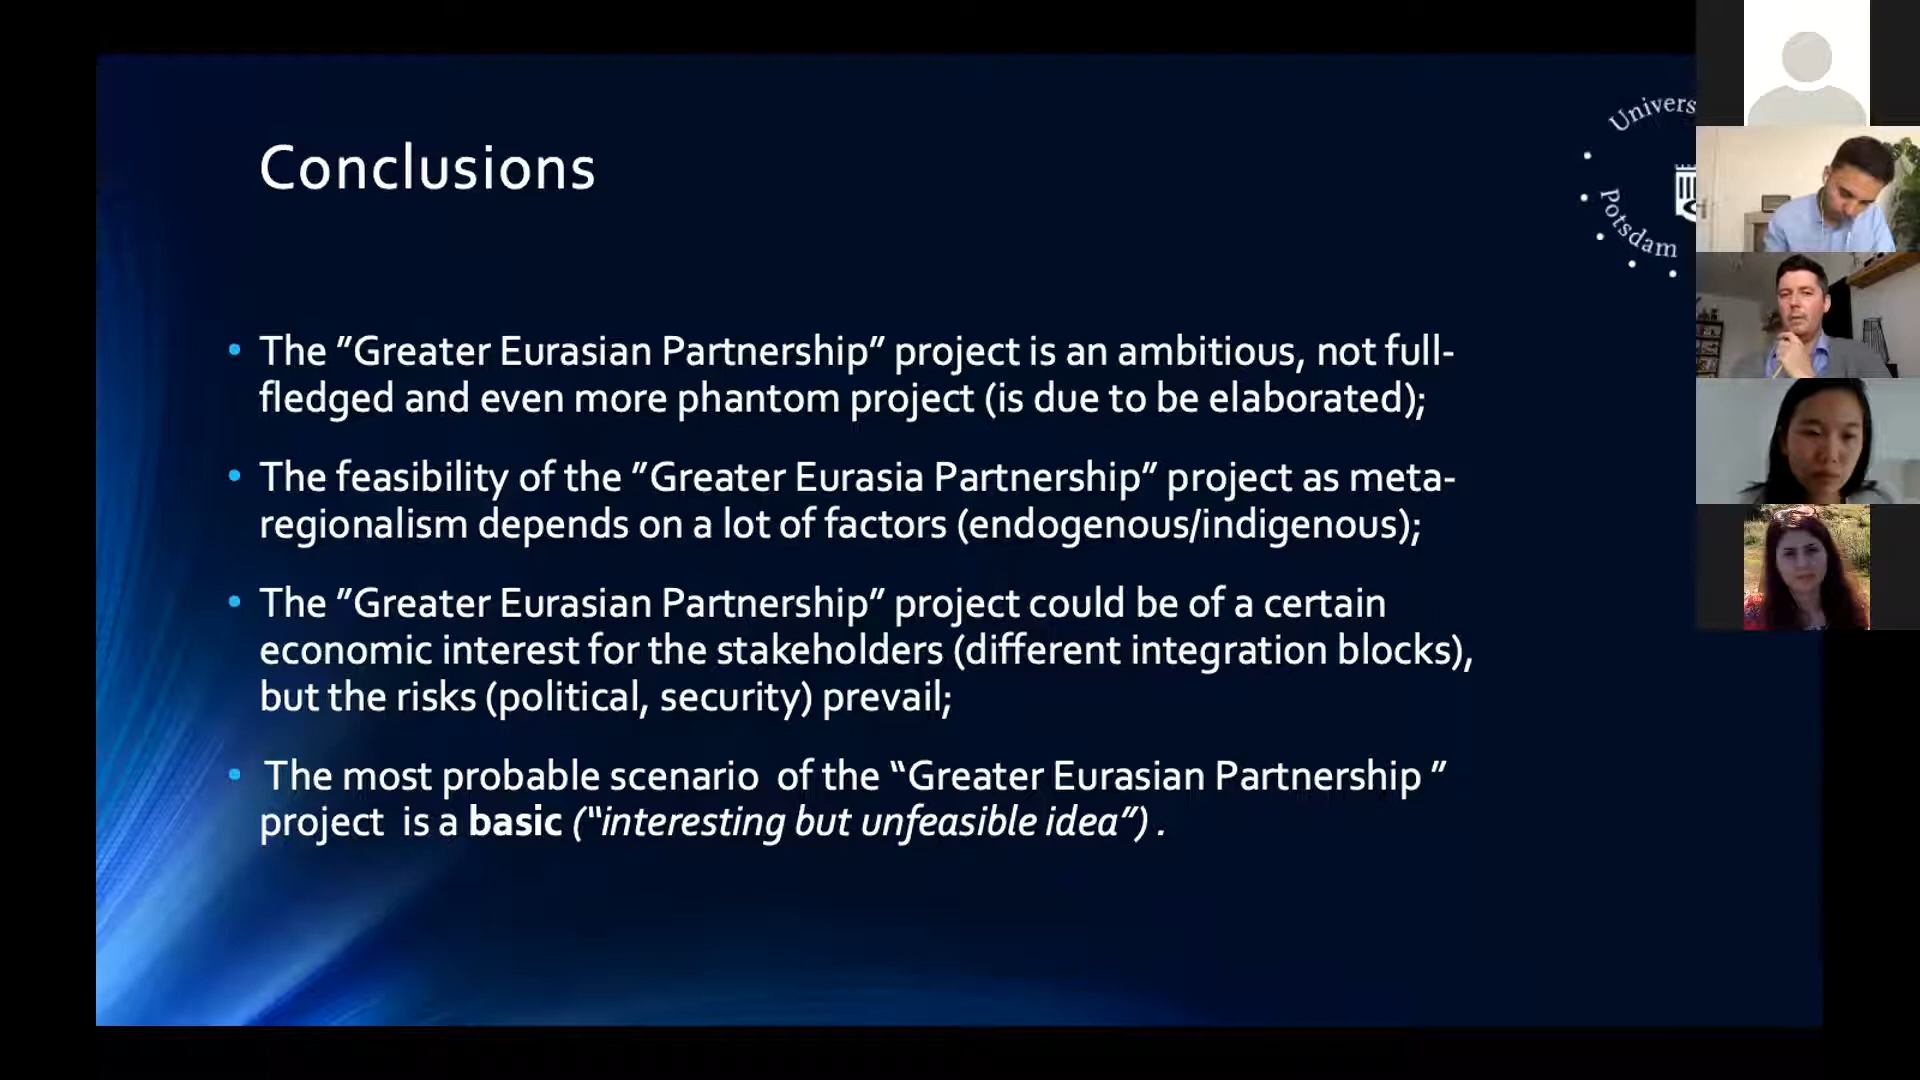 Conclusions
Univers
Potsdam
• The ”Greater Eurasian Partnership” project is an ambitious, not full-
fledged and even more phantom project (is due to be elaborated);
• The feasibility of the ”Greater Eurasia Partnership” project as meta-
regionalism depends on a lot of factors (endogenous/indigenous);
• The ”Greater Eurasian Partnership” project could be of a certain
economic interest for the stakeholders (different integration blocks),
but the risks (political, security) prevail;
• The most probable scenario of the “Greater Eurasian Partnership ”
project is a basic (“interesting but unfeasible idea”) .